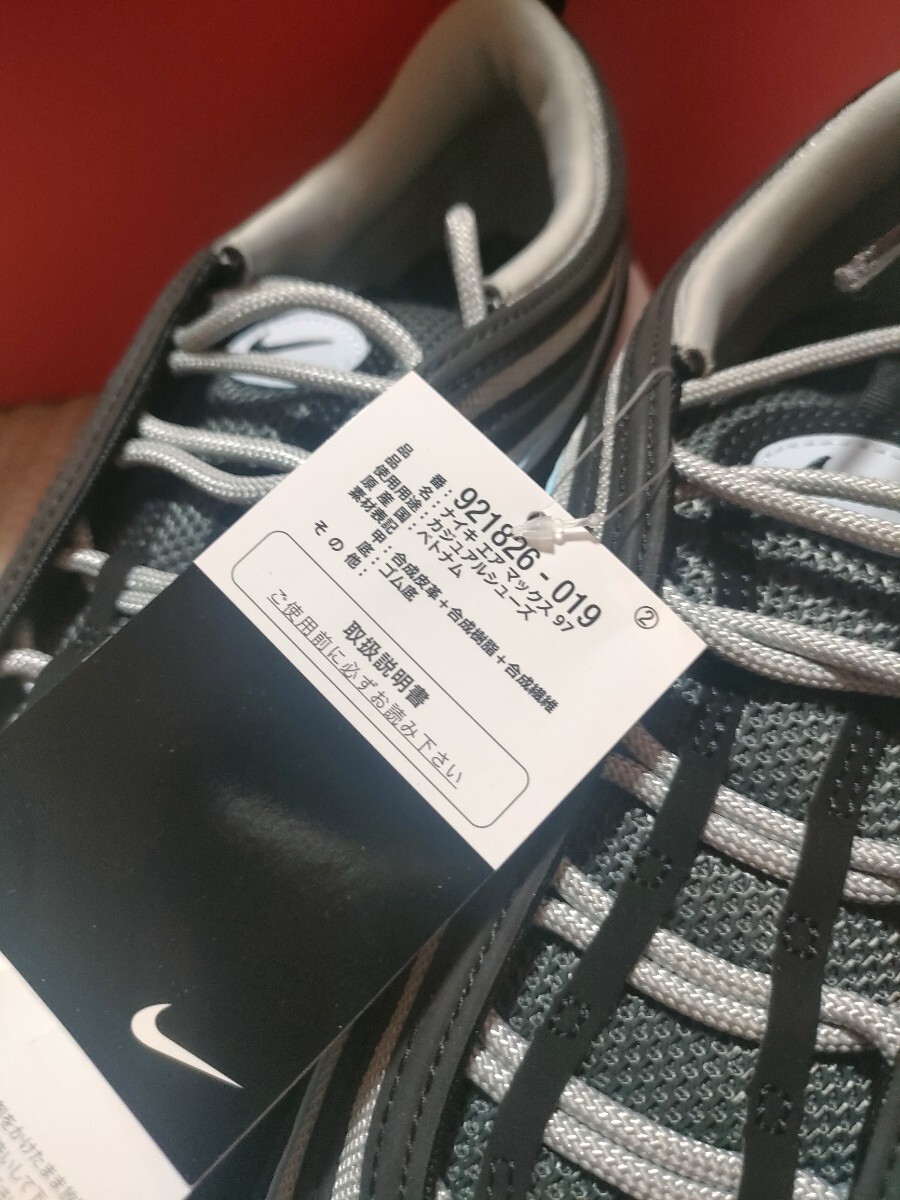 品 番：921826-019
品 名：ナイキ エア マックス '97
使用用途：カジュアルシューズ
原 産 国：ベトナム
素材表記
甲：合成皮革+合成樹脂+合成繊維
底：ゴム底
その他：
②
取扱説明書
ご使用前に必ずお読み下さい